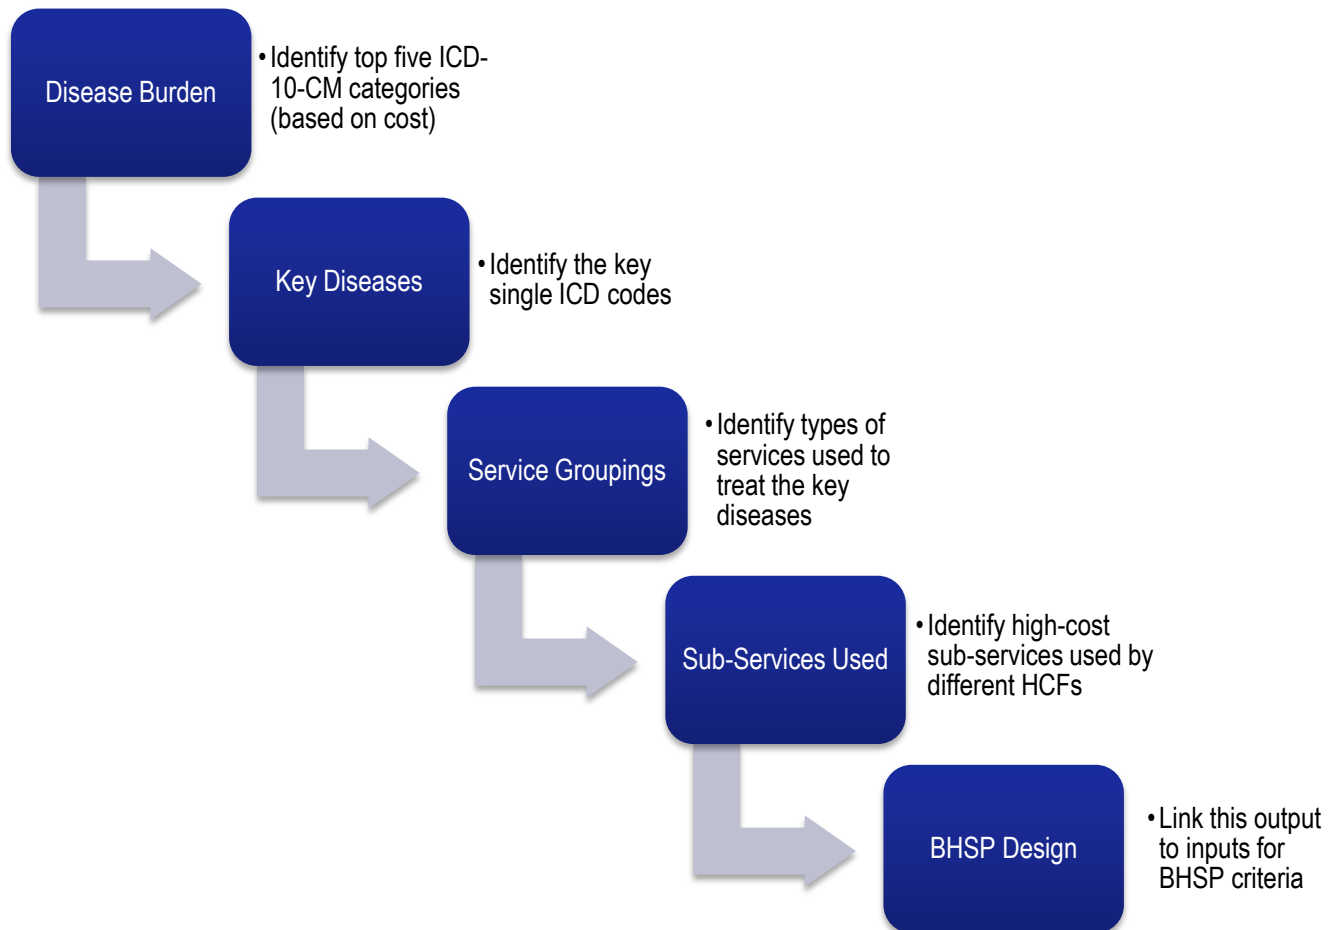 Disease Burden
•Identify top five ICD-
10-CM categories
(based on cost)
Key Diseases
•Identify the key
single ICD codes
Service Groupings
•Identify types of
services used to
treat the key
diseases
Sub-Services Used
•Identify high-cost
sub-services used by
different HCFs
BHSP Design
•Link this output
to inputs for
BHSP criteria